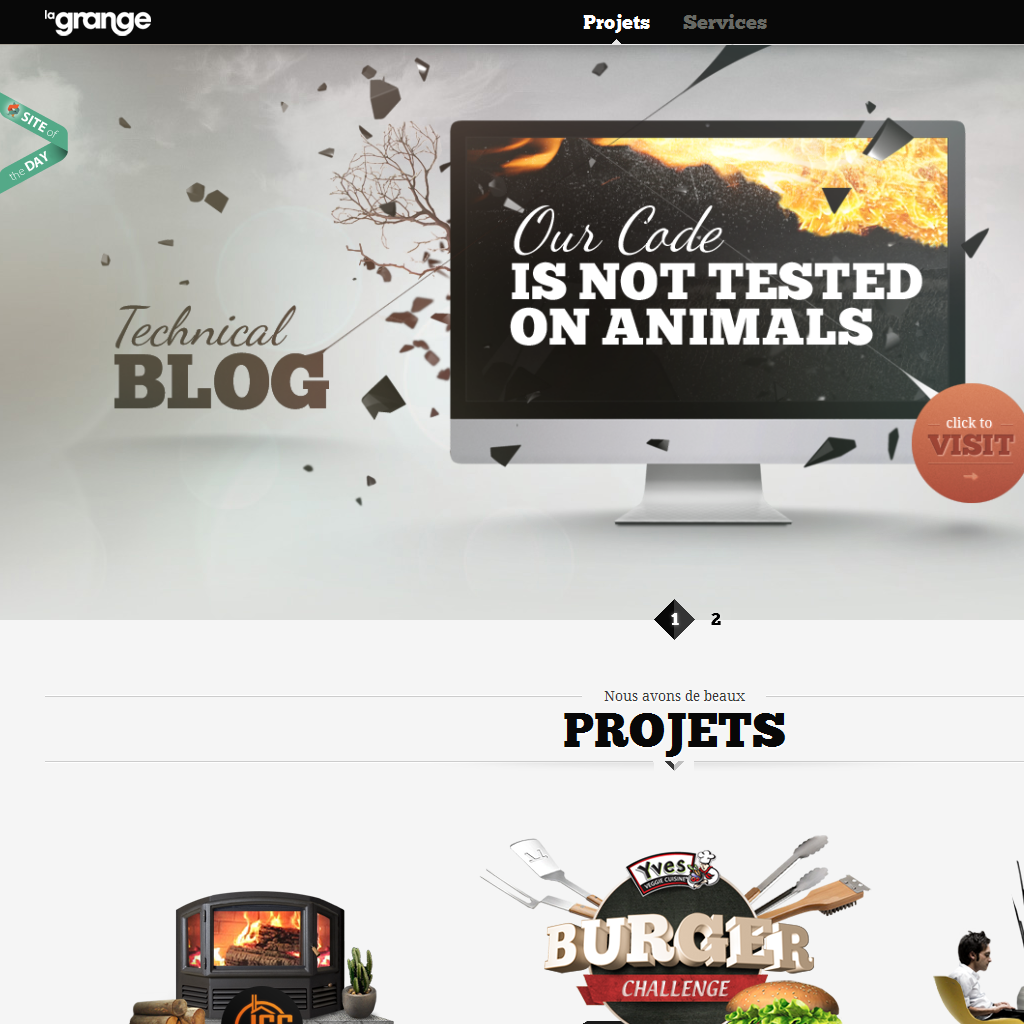 la grange
Projets Services
SITE of
the DAY
Our Code
IS NOT TESTED
ON ANIMALS
Technical
BLOG
click to
VISIT
1 2
Nous avons de beaux
PROJETS
Yves
VEGGIE CUISINE
BURGER
CHALLENGE